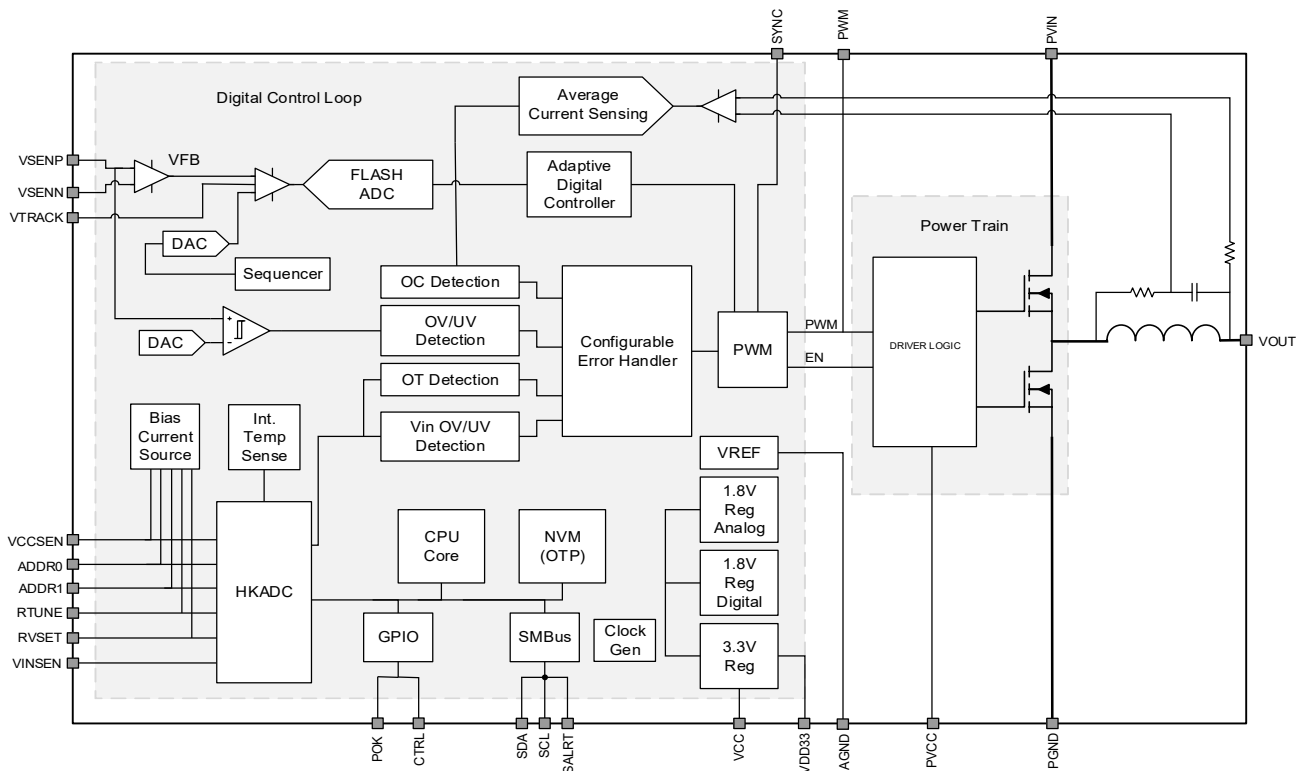 SYNC
PWM
PVIN
Digital Control Loop
Average
Current Sensing
VSENP
VFB
VSENN
VTRACK
FLASH
ADC
Adaptive
Digital
Controller
DAC
Sequencer
Power Train
OC Detection
OV/UV
Detection
+
-
DAC
OT Detection
Vin OV/UV
Detection
Configurable
Error Handler
PWM
PWM
EN
DRIVER LOGIC
VOUT
Bias
Current
Source
Int.
Temp
Sense
VREF
1.8V
Reg
Analog
1.8V
Reg
Digital
3.3V
Reg
VCCSEN
ADDR0
ADDR1
RTUNE
RVSET
VINSEN
HKADC
CPU
Core
NVM
(OTP)
GPIO
SMBus
Clock
Gen
POK
CTRL
SDA
SCL
SALRT
VCC
VDD33
AGND
PVCC
PGND